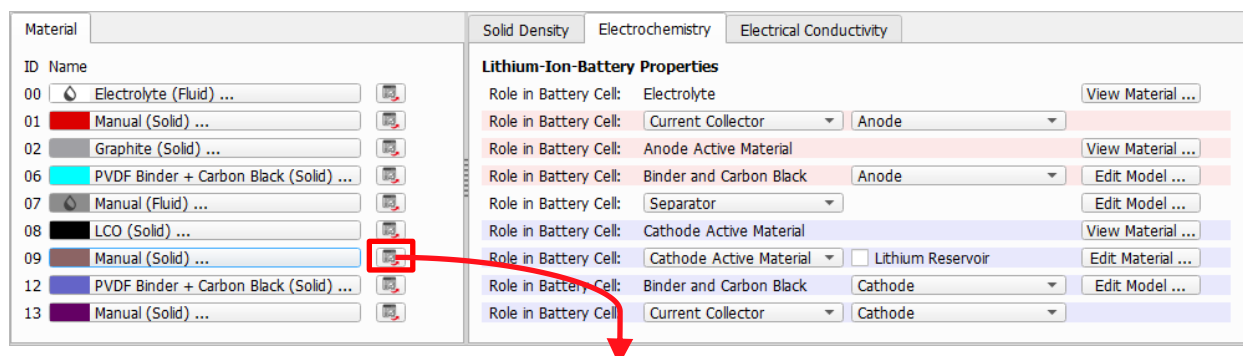 Material
Solid Density Electrochemistry Electrical Conductivity
ID Name
Lithium-Ion-Battery Properties
00 Electrolyte (Fluid) ... Role in Battery Cell: Electrolyte View Material ...
01 Manual (Solid) ... Role in Battery Cell: Current Collector Anode
02 Graphite (Solid) ... Role in Battery Cell: Anode Active Material View Material ...
06 PVDF Binder + Carbon Black (Solid) ... Role in Battery Cell: Binder and Carbon Black Anode Edit Model ...
07 Manual (Fluid) ... Role in Battery Cell: Separator Edit Model ...
08 LCO (Solid) ... Role in Battery Cell: Cathode Active Material View Material ...
09 Manual (Solid) ... Role in Battery Cell: Cathode Active Material Lithium Reservoir Edit Material ...
12 PVDF Binder + Carbon Black (Solid) ... Role in Battery Cell: Binder and Carbon Black Cathode Edit Model ...
13 Manual (Solid) ... Role in Battery Cell: Current Collector Cathode